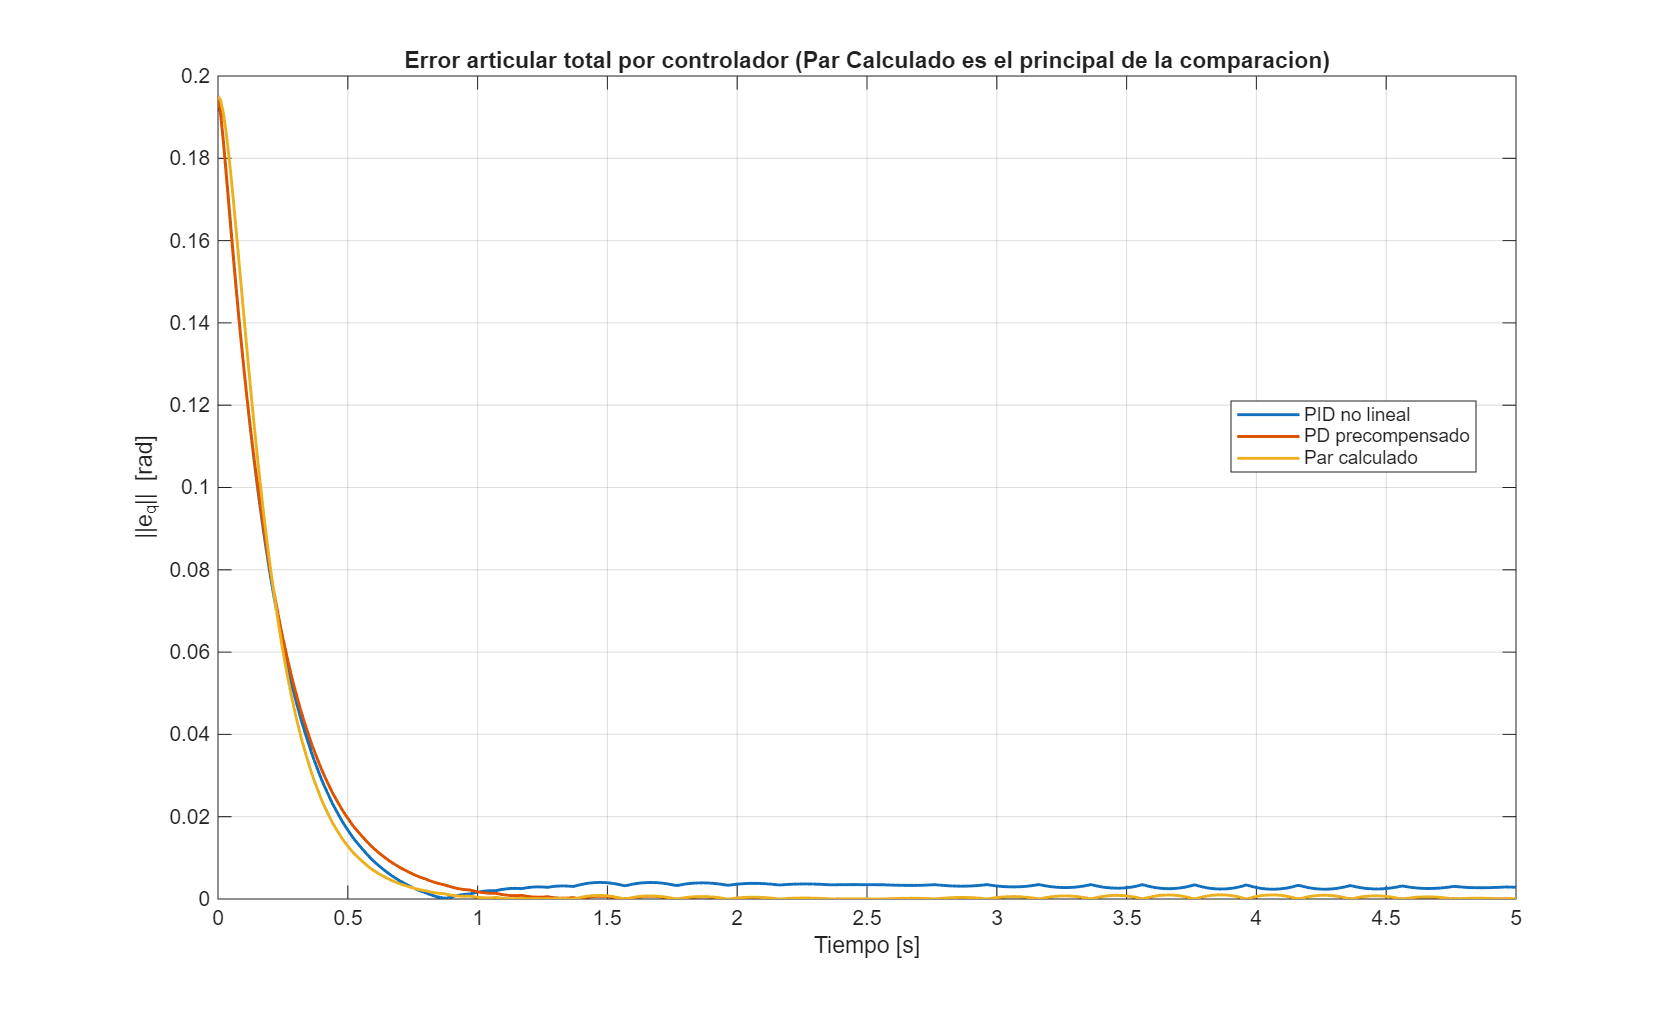 Error articular total por controlador (Par Calculado es el principal de la comparacion)
0.2
0.18
0.16
0.14
0.12
0.1
0.08
0.06
0.04
0.02
0
||eq|| [rad]
PID no lineal
PD precompensado
Par calculado
0 0.5 1 1.5 2 2.5 3 3.5 4 4.5 5
Tiempo [s]